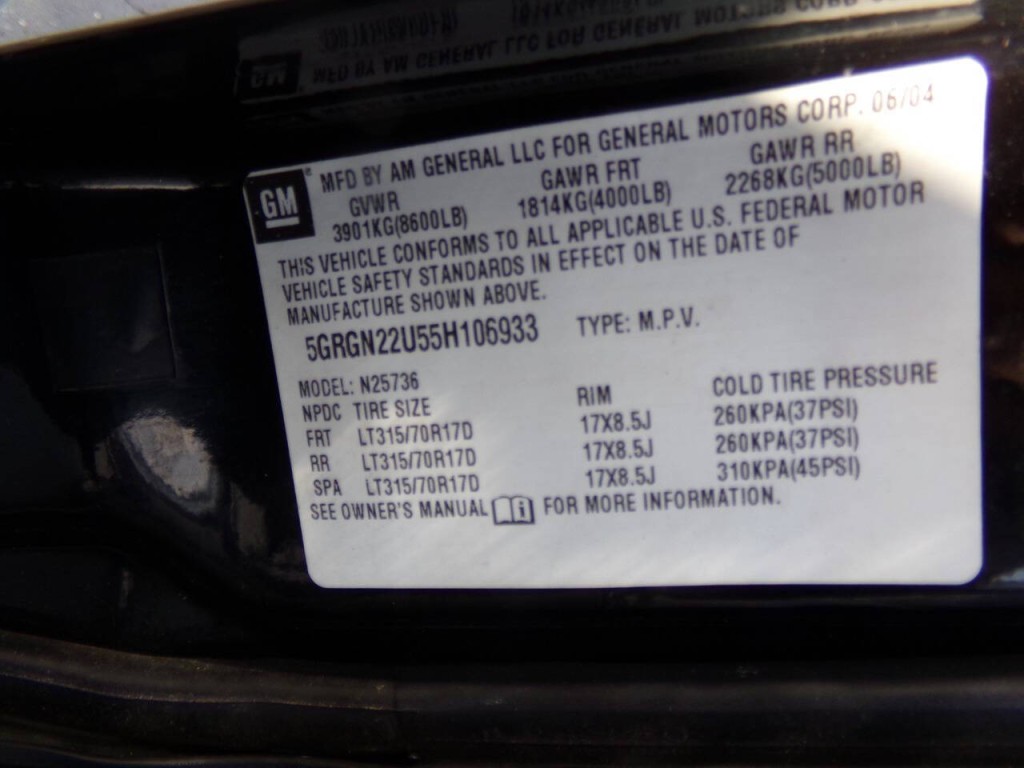 GM® MFD BY AM GENERAL LLC FOR GENERAL MOTORS CORP. 06/04
GVWR GAWR FRT GAWR RR
3901KG(8600LB) 1814KG(4000LB) 2268KG(5000LB)
THIS VEHICLE CONFORMS TO ALL APPLICABLE U.S. FEDERAL MOTOR
VEHICLE SAFETY STANDARDS IN EFFECT ON THE DATE OF
MANUFACTURE SHOWN ABOVE.
5GRGN22U55H106933 TYPE: M.P.V.
MODEL: N25736
NPDC TIRE SIZE RIM COLD TIRE PRESSURE
FRT LT315/70R17D 17X8.5J 260KPA(37PSI)
RR LT315/70R17D 17X8.5J 260KPA(37PSI)
SPA LT315/70R17D 17X8.5J 310KPA(45PSI)
SEE OWNER'S MANUAL i FOR MORE INFORMATION.